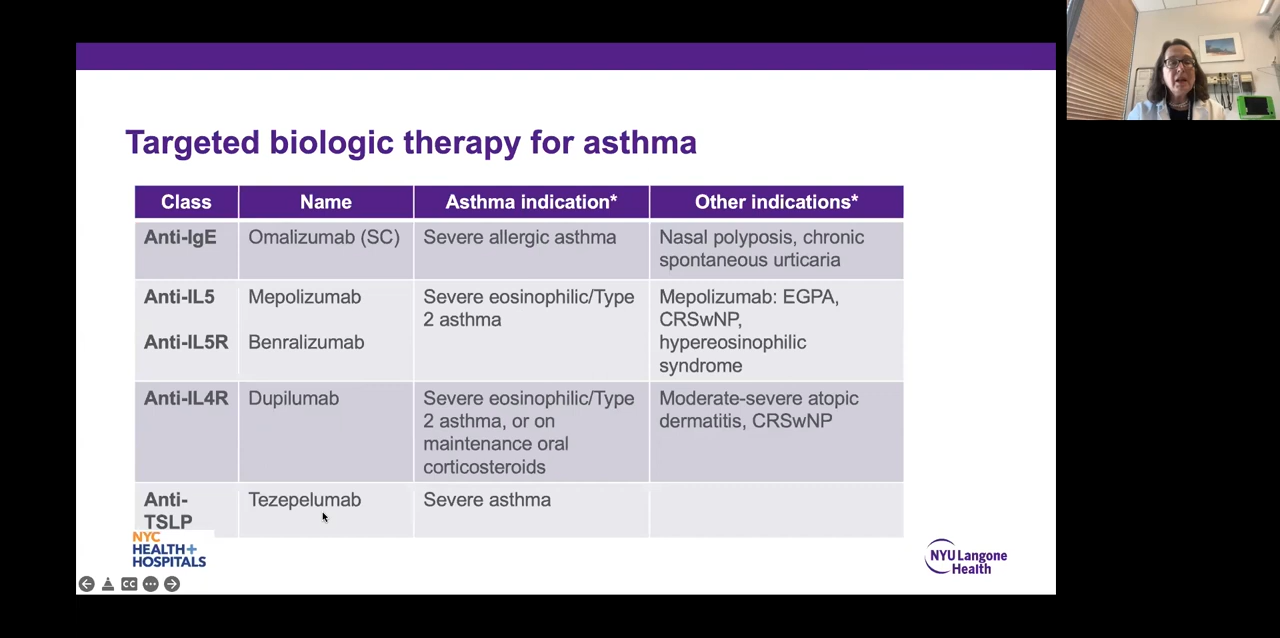 Targeted biologic therapy for asthma
Class
Name
Asthma indication*
Other indications*
Anti-IgE
Omalizumab (SC)
Severe allergic asthma
Nasal polyposis, chronic
spontaneous urticaria
Anti-IL5
Anti-IL5R
Mepolizumab
Benralizumab
Severe eosinophilic/Type
2 asthma
Mepolizumab: EGPA,
CRSwNP,
hypereosinophilic
syndrome
Anti-IL4R
Dupilumab
Severe eosinophilic/Type
2 asthma, or on
maintenance oral
corticosteroids
Moderate-severe atopic
dermatitis, CRSwNP
Anti-
TSLP
Tezepelumab
Severe asthma
NYC
HEALTH+
HOSPITALS
NYU Langone
Health
CC